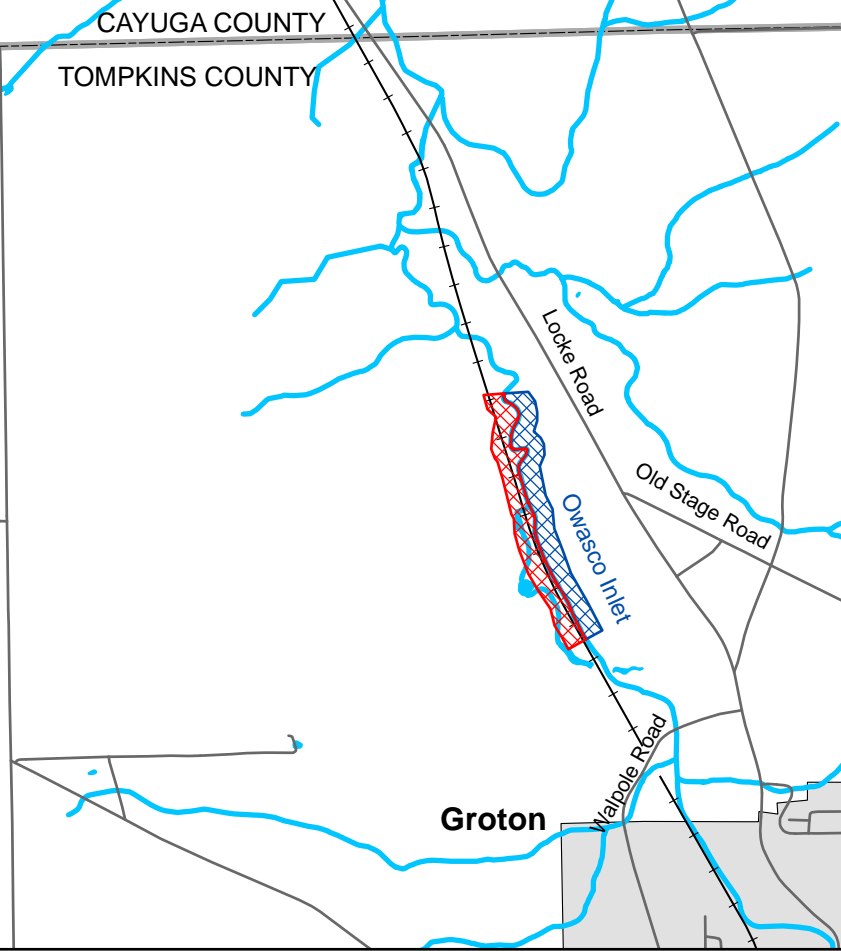 CAYUGA COUNTY
TOMPKINS COUNTY
Locke Road
Old Stage Road
Owasco Inlet
Walpole Road
Groton